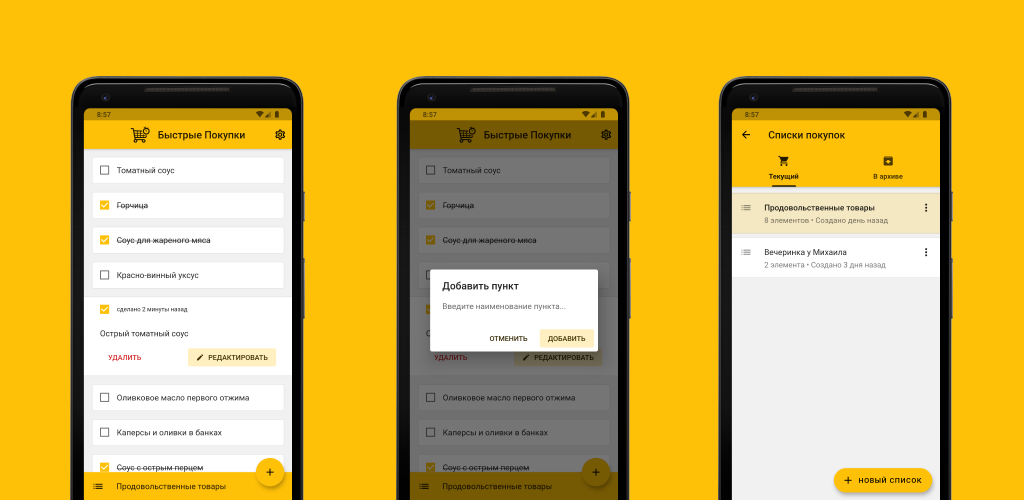 8:57
Быстрые Покупки
Томатный соус
Горчица
Соус для жареного мяса
Красно-винный уксус
сделано 2 минуты назад
Острый томатный соус
УДАЛИТЬ
РЕДАКТИРОВАТЬ
Оливковое масло первого отжима
Каперсы и оливки в банках
Соус с острым перцем
Продовольственные товары
8:57
Быстрые Покупки
Томатный соус
Горчица
Соус для жареного мяса
Добавить пункт
Введите наименование пункта...
ОТМЕНИТЬ
ДОБАВИТЬ
УДАЛИТЬ
РЕДАКТИРОВАТЬ
Оливковое масло первого отжима
Каперсы и оливки в банках
Соус с острым перцем
Продовольственные товары
8:57
Списки покупок
Текущий
В архиве
Продовольственные товары
8 элементов • Создано день назад
Вечеринка у Михаила
2 элемента • Создано 3 дня назад
НОВЫЙ СПИСОК